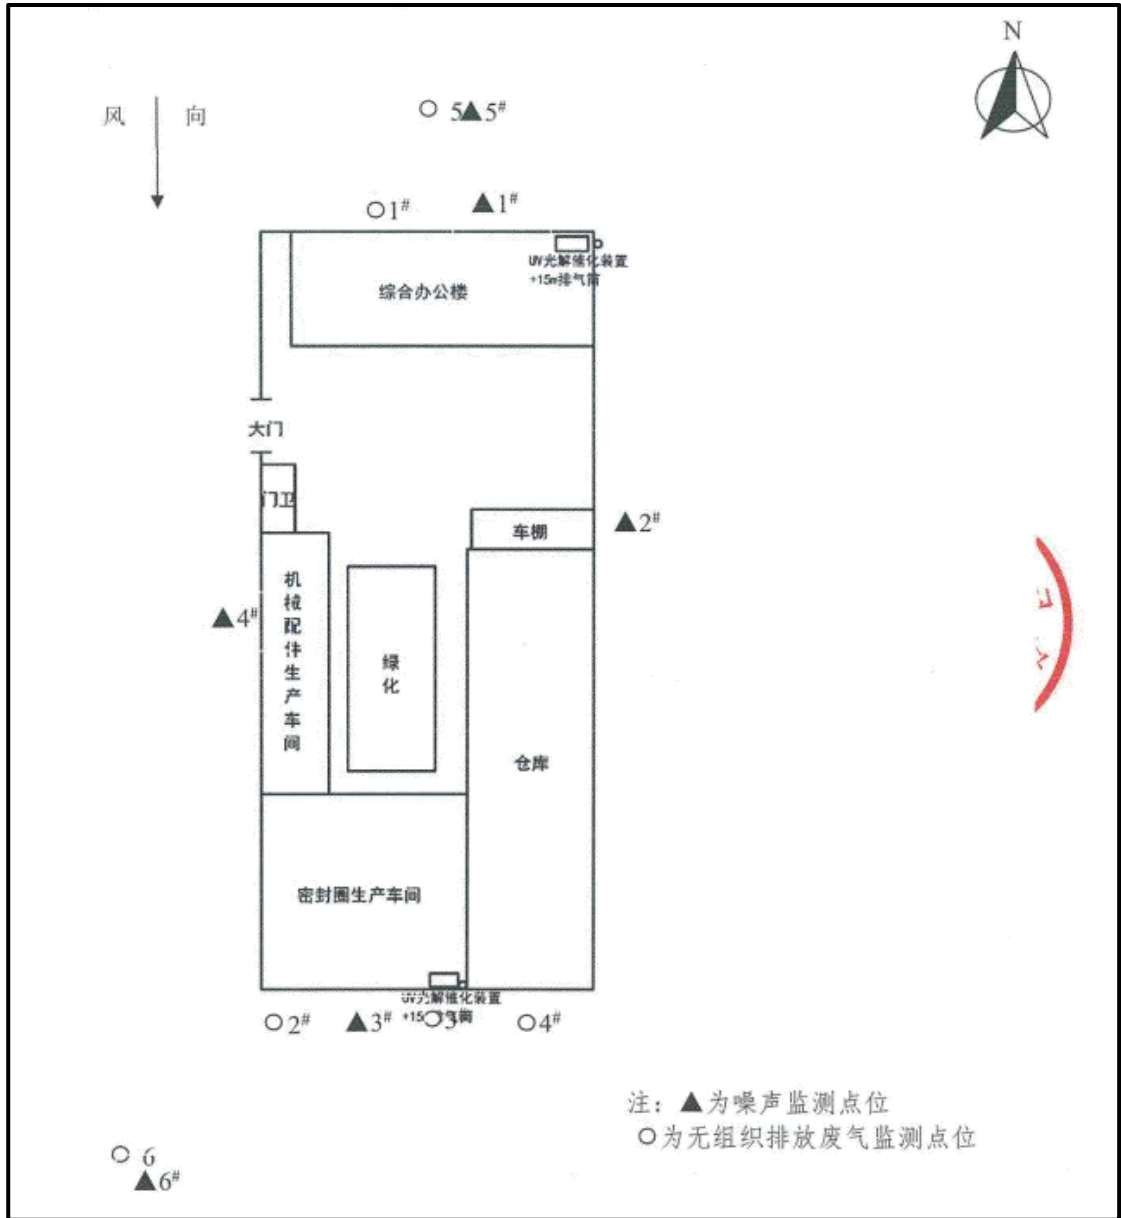 N
风 向
○ 5▲5#
○1# ▲1#
UV光解催化装置
+15m排气筒
综合办公楼
大门
门卫
车棚
▲2#
机械配件生产车间
▲4#
绿化
仓库
密封圈生产车间
UV光解催化装置
○2# ▲3# ○3# ○4#
注：▲为噪声监测点位
○为无组织排放废气监测点位
○ 6
▲6#